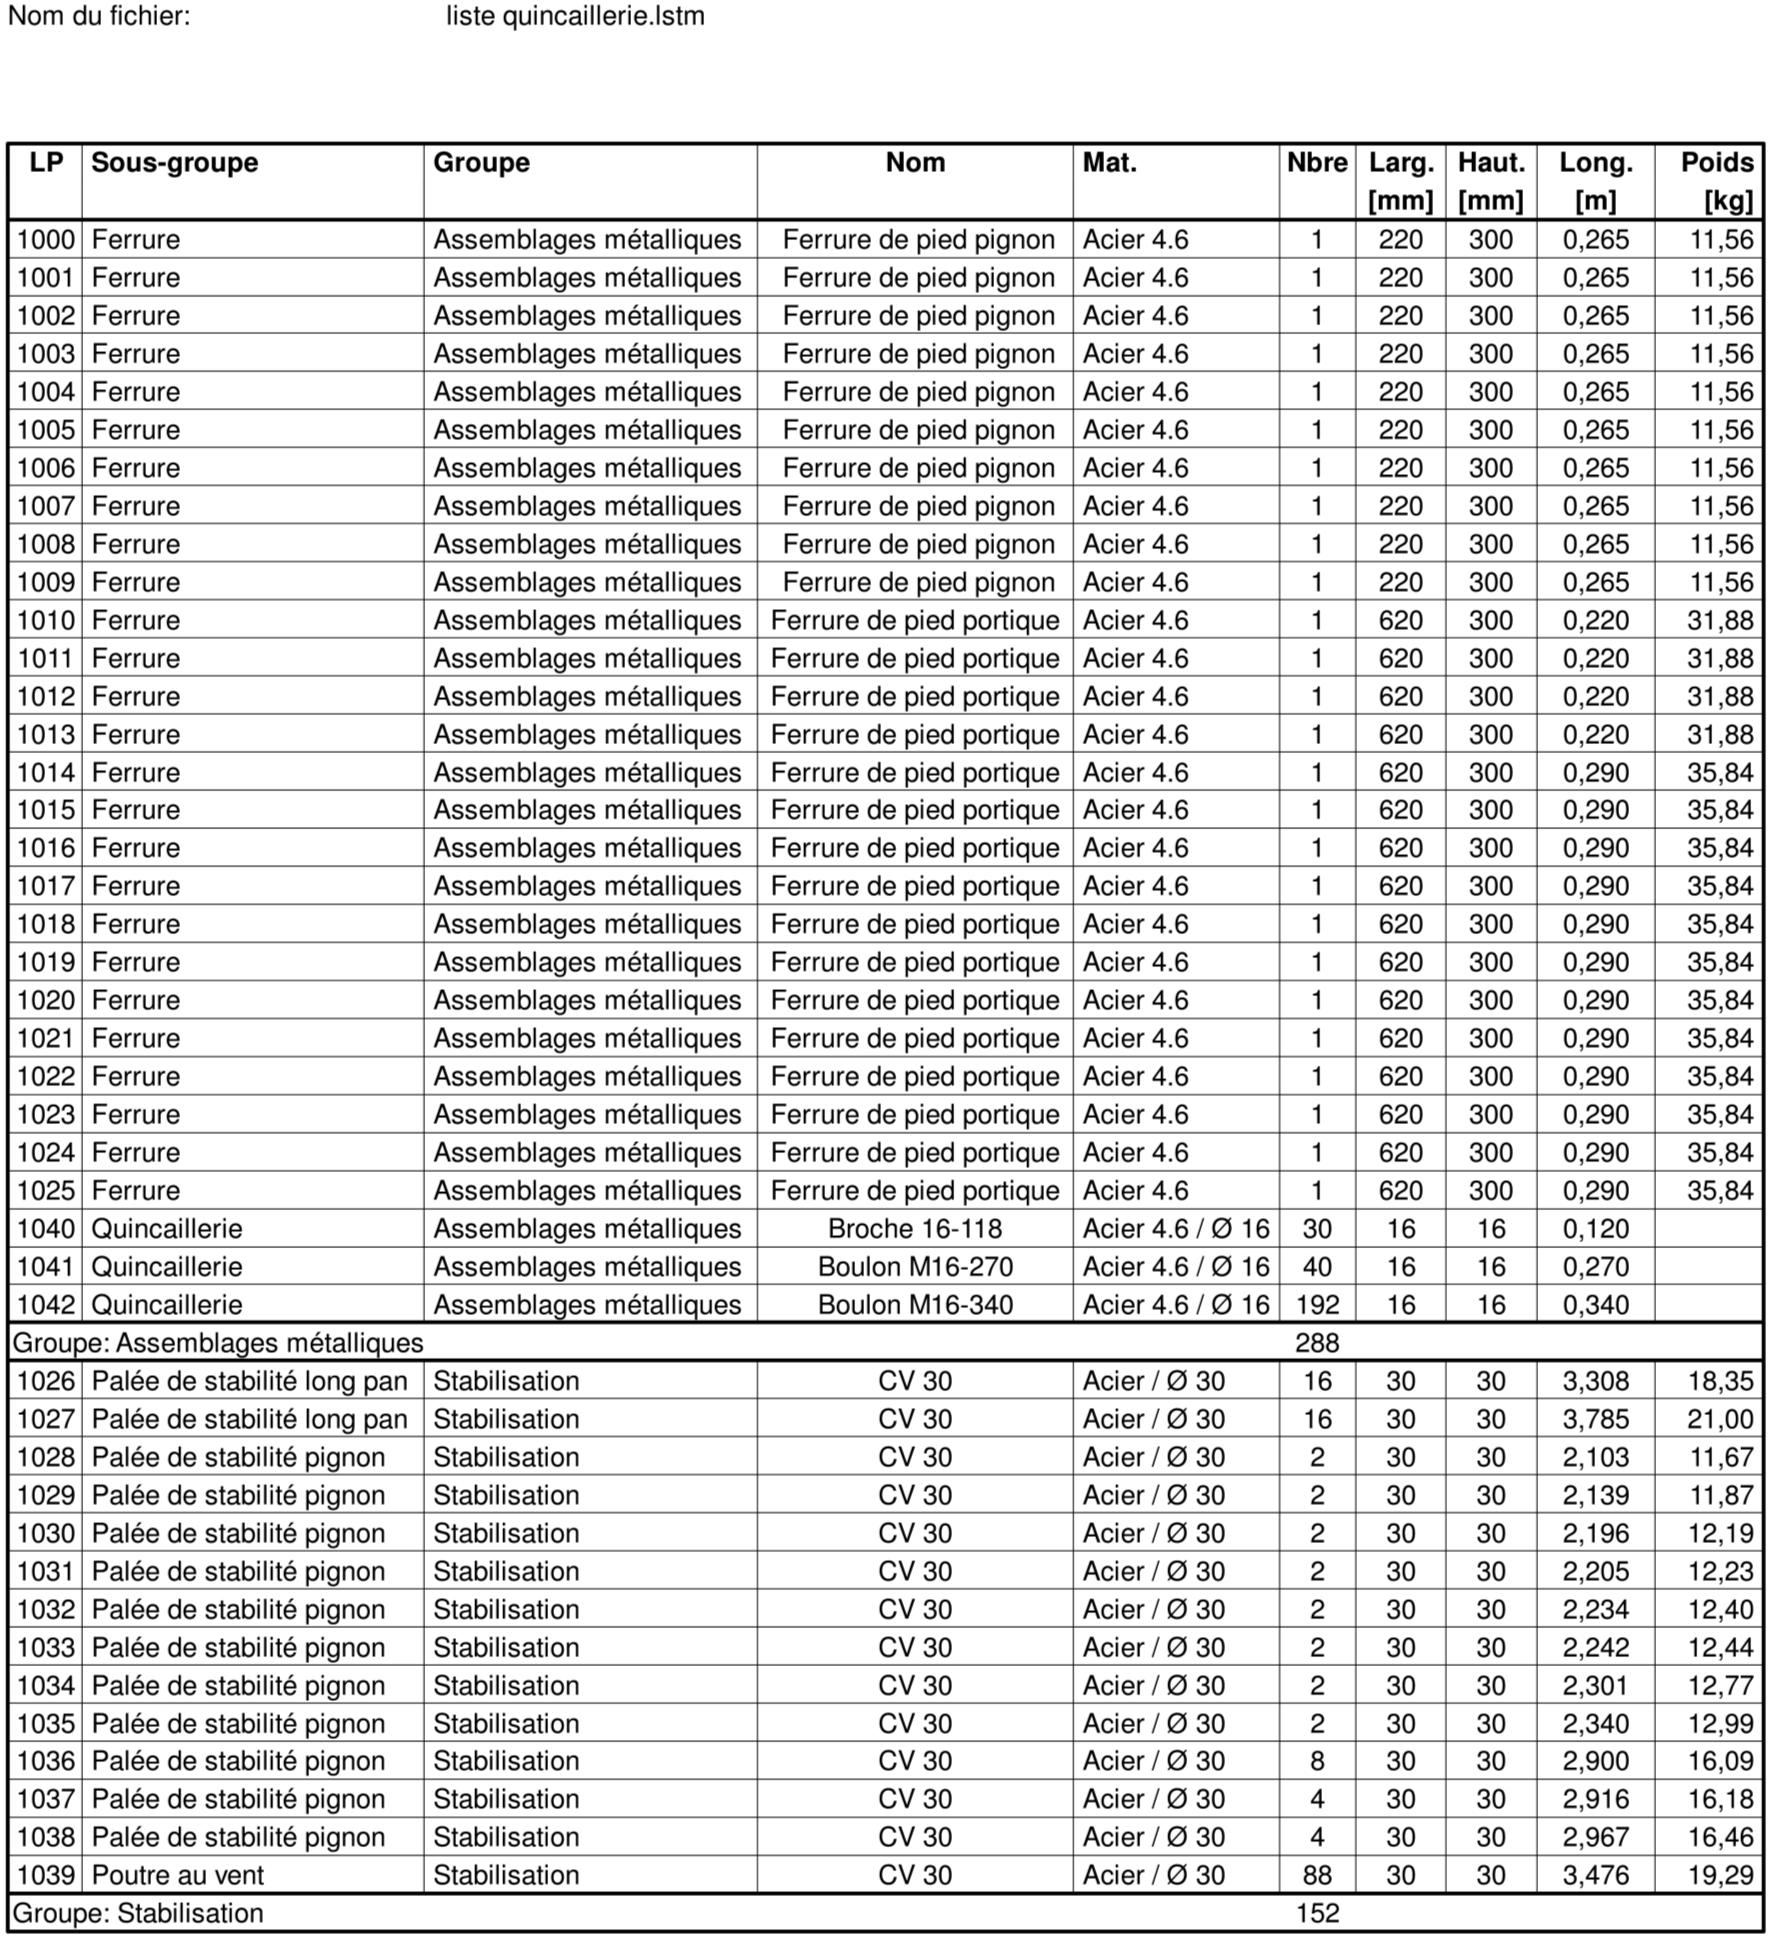 Nom du fichier: liste quincaillerie.lstm
LP Sous-groupe Groupe Nom Mat. Nbre Larg. Haut. Long. Poids
[mm] [mm] [m] [kg]
1000 Ferrure Assemblages métalliques Ferrure de pied pignon Acier 4.6 1 220 300 0,265 11,56
1001 Ferrure Assemblages métalliques Ferrure de pied pignon Acier 4.6 1 220 300 0,265 11,56
1002 Ferrure Assemblages métalliques Ferrure de pied pignon Acier 4.6 1 220 300 0,265 11,56
1003 Ferrure Assemblages métalliques Ferrure de pied pignon Acier 4.6 1 220 300 0,265 11,56
1004 Ferrure Assemblages métalliques Ferrure de pied pignon Acier 4.6 1 220 300 0,265 11,56
1005 Ferrure Assemblages métalliques Ferrure de pied pignon Acier 4.6 1 220 300 0,265 11,56
1006 Ferrure Assemblages métalliques Ferrure de pied pignon Acier 4.6 1 220 300 0,265 11,56
1007 Ferrure Assemblages métalliques Ferrure de pied pignon Acier 4.6 1 220 300 0,265 11,56
1008 Ferrure Assemblages métalliques Ferrure de pied pignon Acier 4.6 1 220 300 0,265 11,56
1009 Ferrure Assemblages métalliques Ferrure de pied pignon Acier 4.6 1 220 300 0,265 11,56
1010 Ferrure Assemblages métalliques Ferrure de pied portique Acier 4.6 1 620 300 0,220 31,88
1011 Ferrure Assemblages métalliques Ferrure de pied portique Acier 4.6 1 620 300 0,220 31,88
1012 Ferrure Assemblages métalliques Ferrure de pied portique Acier 4.6 1 620 300 0,220 31,88
1013 Ferrure Assemblages métalliques Ferrure de pied portique Acier 4.6 1 620 300 0,220 31,88
1014 Ferrure Assemblages métalliques Ferrure de pied portique Acier 4.6 1 620 300 0,290 35,84
1015 Ferrure Assemblages métalliques Ferrure de pied portique Acier 4.6 1 620 300 0,290 35,84
1016 Ferrure Assemblages métalliques Ferrure de pied portique Acier 4.6 1 620 300 0,290 35,84
1017 Ferrure Assemblages métalliques Ferrure de pied portique Acier 4.6 1 620 300 0,290 35,84
1018 Ferrure Assemblages métalliques Ferrure de pied portique Acier 4.6 1 620 300 0,290 35,84
1019 Ferrure Assemblages métalliques Ferrure de pied portique Acier 4.6 1 620 300 0,290 35,84
1020 Ferrure Assemblages métalliques Ferrure de pied portique Acier 4.6 1 620 300 0,290 35,84
1021 Ferrure Assemblages métalliques Ferrure de pied portique Acier 4.6 1 620 300 0,290 35,84
1022 Ferrure Assemblages métalliques Ferrure de pied portique Acier 4.6 1 620 300 0,290 35,84
1023 Ferrure Assemblages métalliques Ferrure de pied portique Acier 4.6 1 620 300 0,290 35,84
1024 Ferrure Assemblages métalliques Ferrure de pied portique Acier 4.6 1 620 300 0,290 35,84
1025 Ferrure Assemblages métalliques Ferrure de pied portique Acier 4.6 1 620 300 0,290 35,84
1040 Quincaillerie Assemblages métalliques Broche 16-118 Acier 4.6 / Ø 16 30 16 16 0,120
1041 Quincaillerie Assemblages métalliques Boulon M16-270 Acier 4.6 / Ø 16 40 16 16 0,270
1042 Quincaillerie Assemblages métalliques Boulon M16-340 Acier 4.6 / Ø 16 192 16 16 0,340
Groupe: Assemblages métalliques 288
1026 Palée de stabilité long pan Stabilisation CV 30 Acier / Ø 30 16 30 30 3,308 18,35
1027 Palée de stabilité long pan Stabilisation CV 30 Acier / Ø 30 16 30 30 3,785 21,00
1028 Palée de stabilité pignon Stabilisation CV 30 Acier / Ø 30 2 30 30 2,103 11,67
1029 Palée de stabilité pignon Stabilisation CV 30 Acier / Ø 30 2 30 30 2,139 11,87
1030 Palée de stabilité pignon Stabilisation CV 30 Acier / Ø 30 2 30 30 2,196 12,19
1031 Palée de stabilité pignon Stabilisation CV 30 Acier / Ø 30 2 30 30 2,205 12,23
1032 Palée de stabilité pignon Stabilisation CV 30 Acier / Ø 30 2 30 30 2,234 12,40
1033 Palée de stabilité pignon Stabilisation CV 30 Acier / Ø 30 2 30 30 2,242 12,44
1034 Palée de stabilité pignon Stabilisation CV 30 Acier / Ø 30 2 30 30 2,301 12,77
1035 Palée de stabilité pignon Stabilisation CV 30 Acier / Ø 30 2 30 30 2,340 12,99
1036 Palée de stabilité pignon Stabilisation CV 30 Acier / Ø 30 8 30 30 2,900 16,09
1037 Palée de stabilité pignon Stabilisation CV 30 Acier / Ø 30 4 30 30 2,916 16,18
1038 Palée de stabilité pignon Stabilisation CV 30 Acier / Ø 30 4 30 30 2,967 16,46
1039 Poutre au vent Stabilisation CV 30 Acier / Ø 30 88 30 30 3,476 19,29
Groupe: Stabilisation 152